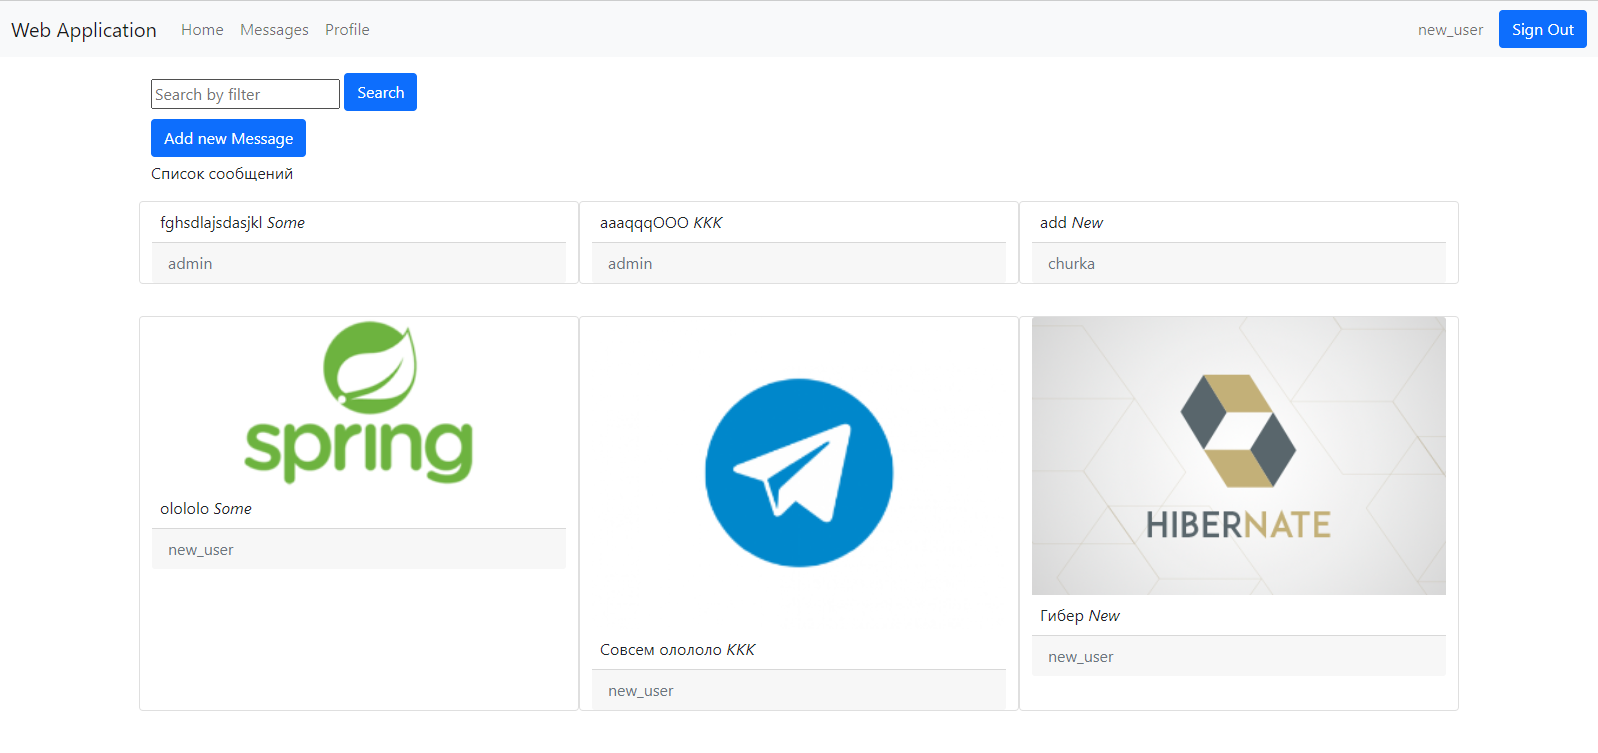 Web Application Home Messages Profile new_user Sign Out
Search by filter Search
Add new Message
Список сообщений
fghsdlajsdasjkl Some
admin
aaaqqqOOO KKK
admin
add New
churka
spring
olololo Some
new_user
Совсем олололо KKK
new_user
HIBERNATE
Гибер New
new_user